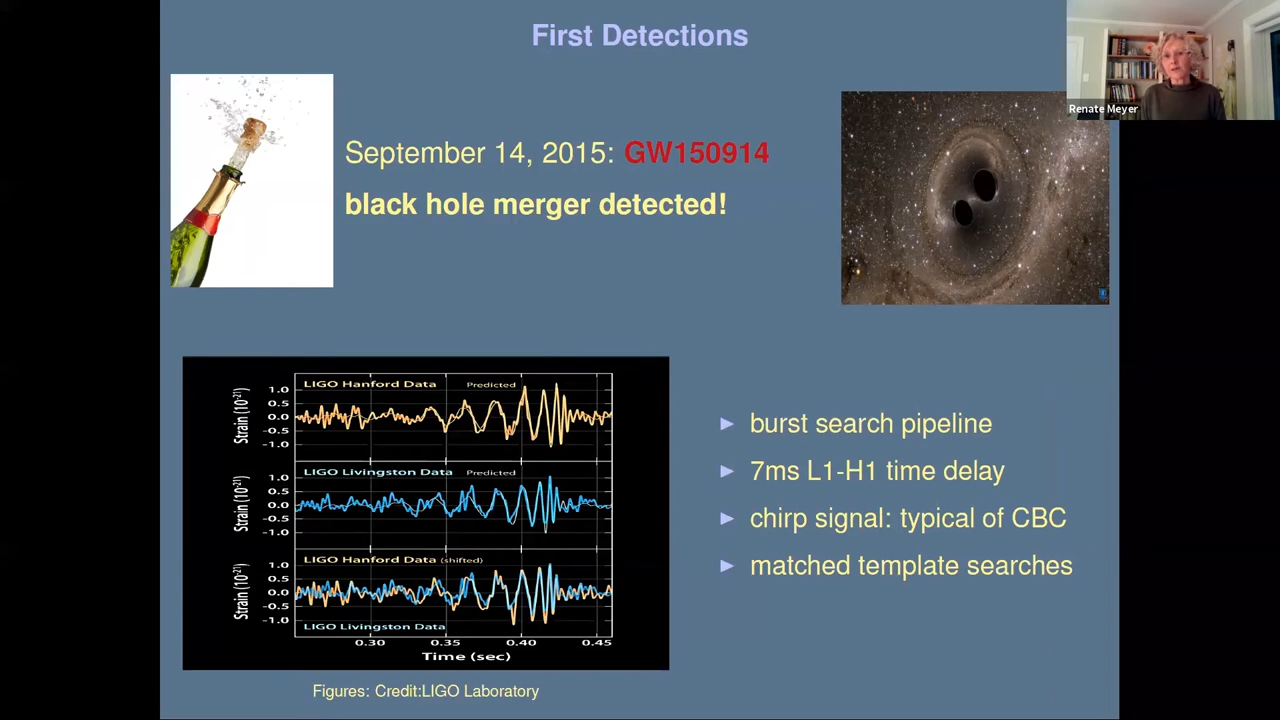 First Detections
Renate Meyer
September 14, 2015: GW150914
black hole merger detected!
LIGO Hanford Data Predicted
1.0
0.5
0.0
-0.5
-1.0
Strain (10⁻²¹)
LIGO Livingston Data Predicted
1.0
0.5
0.0
-0.5
-1.0
Strain (10⁻²¹)
LIGO Hanford Data (shifted)
1.0
0.5
0.0
-0.5
-1.0
Strain (10⁻²¹)
LIGO Livingston Data
0.30 0.35 0.40 0.45
Time (sec)
Figures: Credit:LIGO Laboratory
▶ burst search pipeline
▶ 7ms L1-H1 time delay
▶ chirp signal: typical of CBC
▶ matched template searches